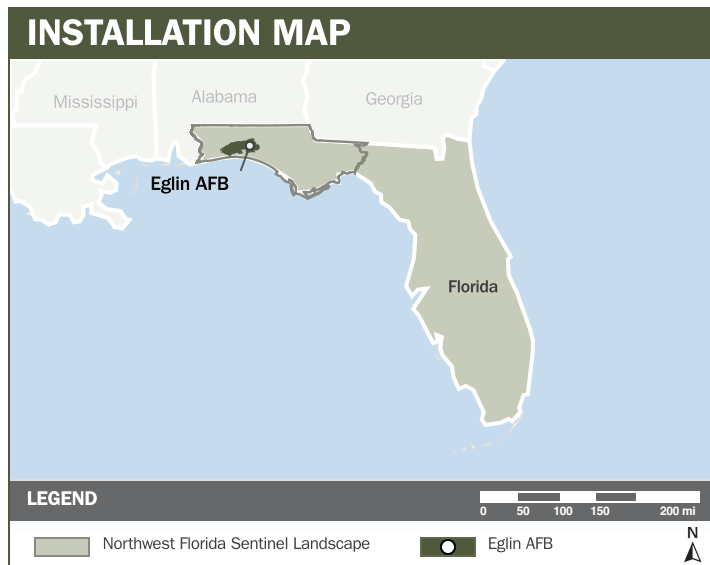 INSTALLATION MAP
Mississippi
Alabama
Georgia
Eglin AFB
Florida
LEGEND
0 50 100 150 200 mi
Northwest Florida Sentinel Landscape
Eglin AFB
N